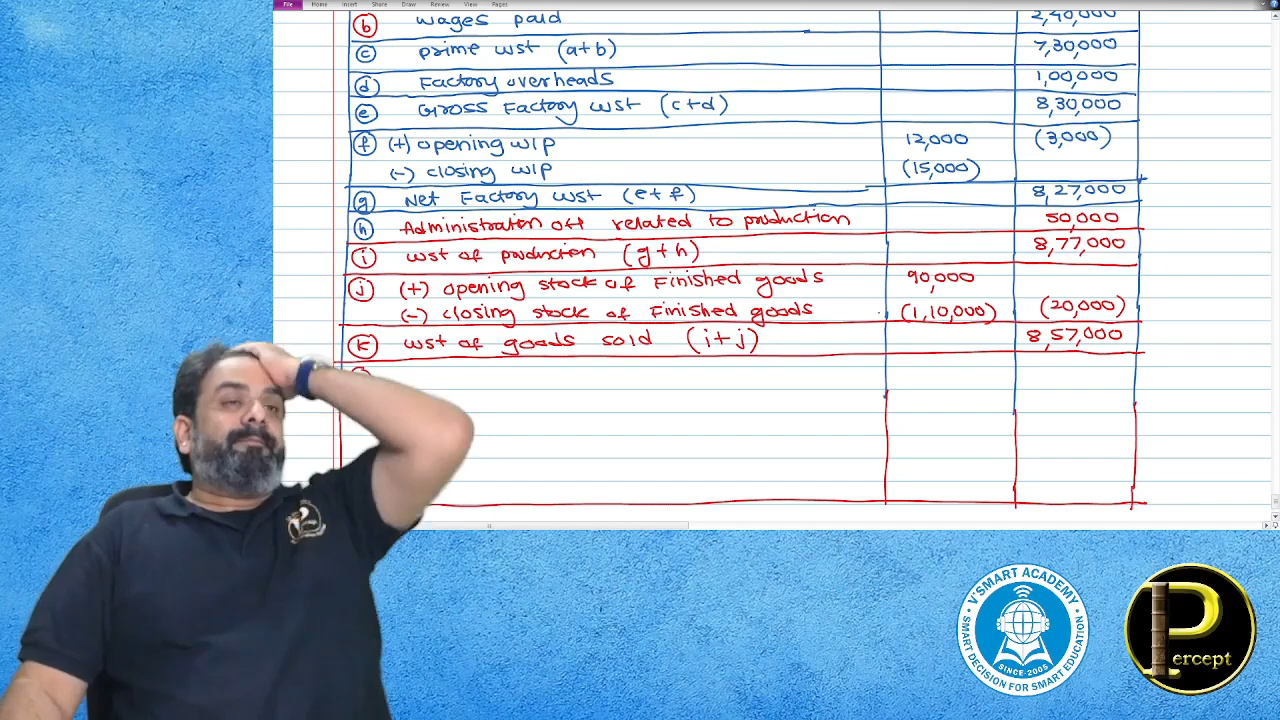 File Home Insert Share Draw Review View Pages
b wages paid 2,40,000
c prime cost (a+b) 7,30,000
d Factory overheads 1,00,000
e Gross Factory cost (c+d) 8,30,000
f (+) opening WIP 12,000 (3,000)
(-) closing WIP (15,000)
g Net Factory cost (e+f) 8,27,000
h Administration OH related to production 50,000
i cost of production (g+h) 8,77,000
j (+) opening stock of Finished goods 90,000
(-) closing stock of Finished goods (1,10,000) (20,000)
k cost of goods sold (i+j) 8,57,000
V'SMART ACADEMY
SINCE-2005
SMART DECISION FOR SMART EDUCATION
Percept